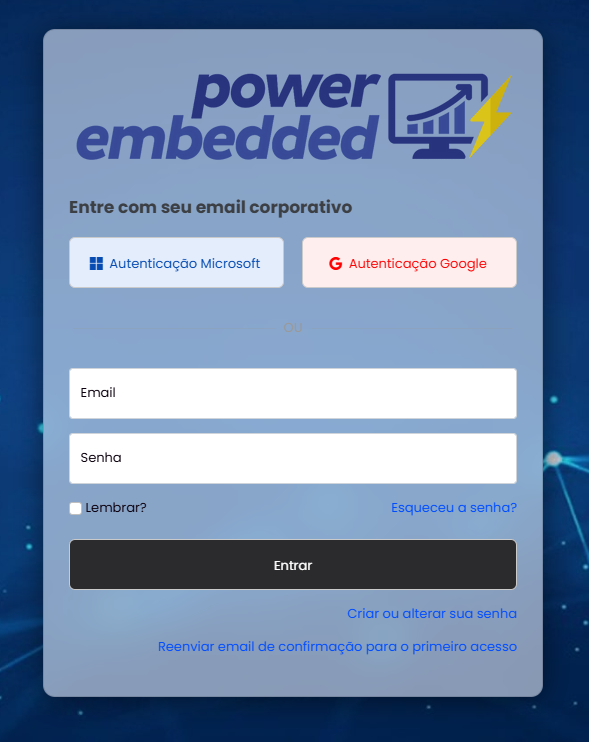 power
embedded
Entre com seu email corporativo
Autenticação Microsoft
Autenticação Google
OU
Email
Senha
Lembrar?
Esqueceu a senha?
Entrar
Criar ou alterar sua senha
Reenviar email de confirmação para o primeiro acesso